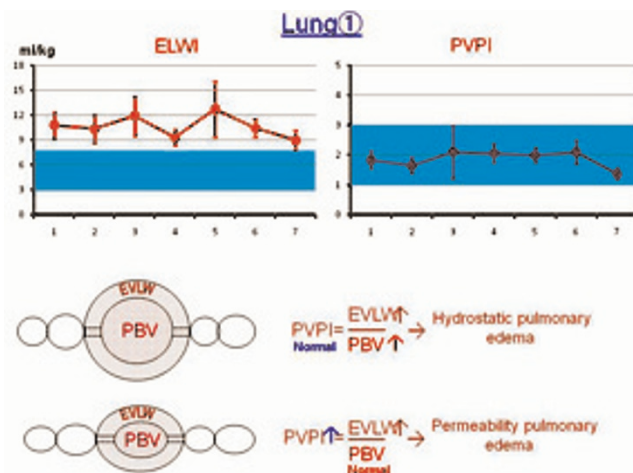 Lung①
ELWI
PVPI
ml/kg
18
15
12
9
6
3
0
1 2 3 4 5 6 7
5
4
3
2
1
0
1 2 3 4 5 6 7
EVLW
PBV
PVPI= EVLW↑ → Hydrostatic pulmonary
Normal PBV↑ edema
EVLW
PBV
PVPI↑= EVLW↑ → Permeability pulmonary
PBV edema
Normal